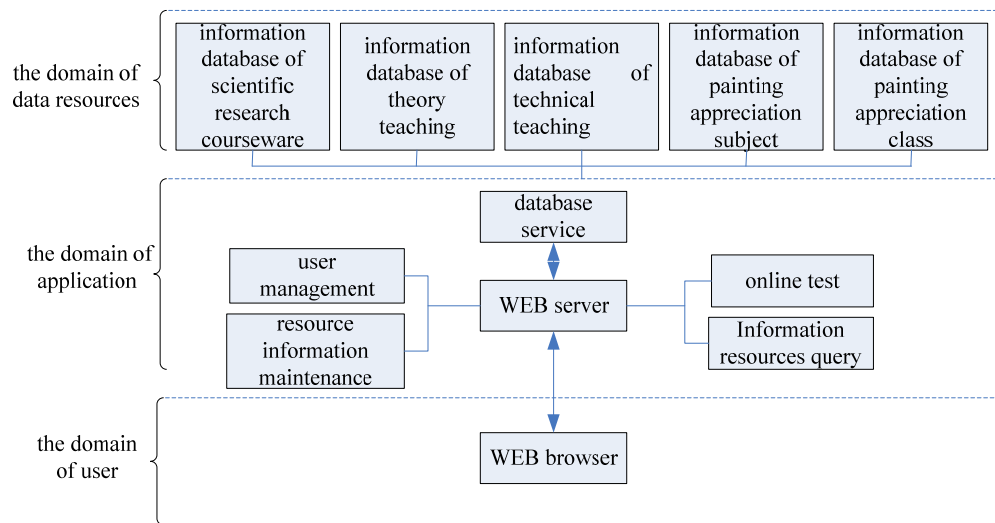 the domain of
data resources
information
database of
scientific
research
courseware
information
database of
theory
teaching
information
database of
technical
teaching
information
database of
painting
appreciation
subject
information
database of
painting
appreciation
class
the domain of
application
database
service
user
management
WEB server
online test
resource
information
maintenance
Information
resources query
the domain
of user
WEB browser